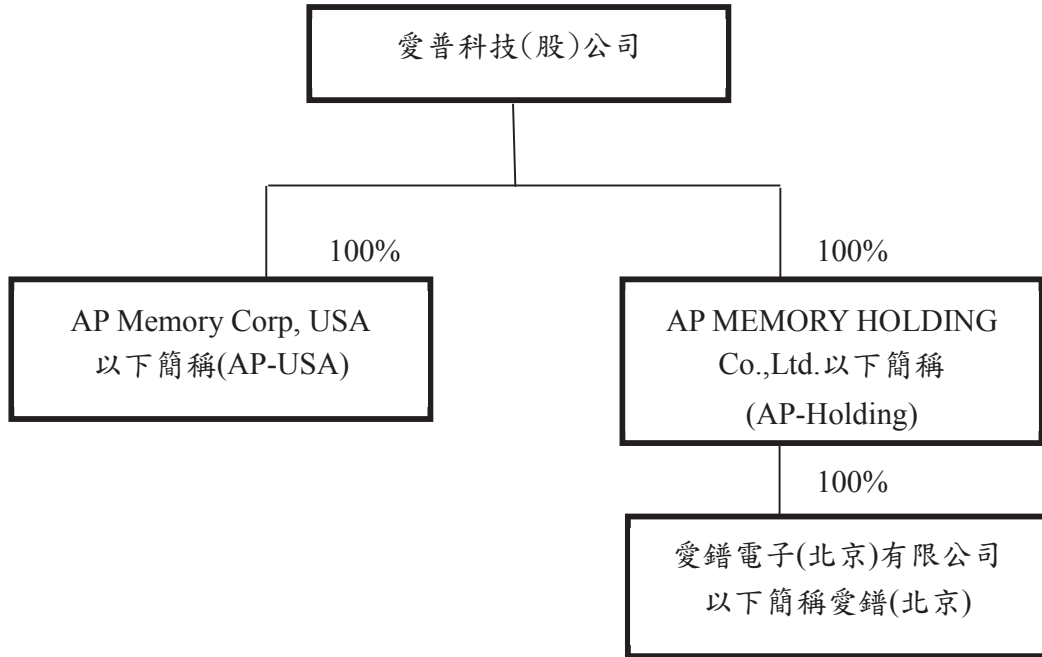 愛普科技(股)公司
100%
100%
AP Memory Corp, USA
以下簡稱(AP-USA)
AP MEMORY HOLDING
Co.,Ltd.以下簡稱
(AP-Holding)
100%
愛鐠電子(北京)有限公司
以下簡稱愛鐠(北京)